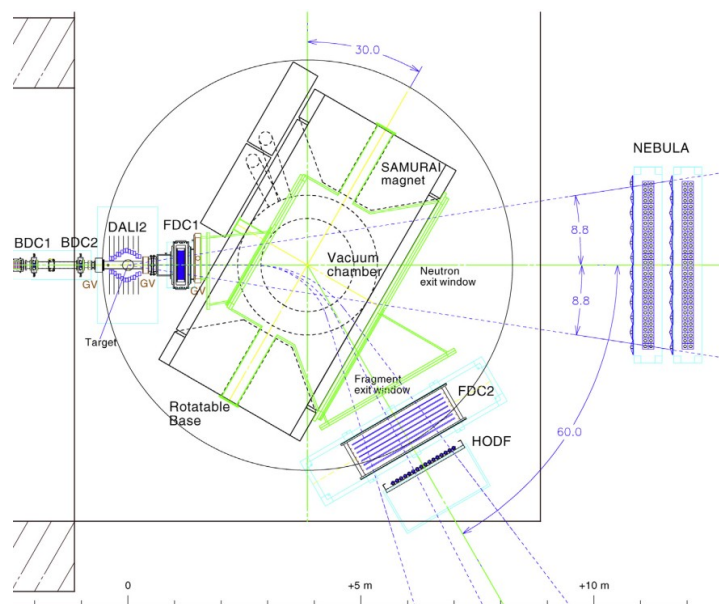 30.0
NEBULA
SAMURAI
magnet
DALI2
FDC1
BDC1
BDC2
8.8
Vacuum
chamber
Neutron
exit window
GV
GV
GV
8.8
Target
Fragment
exit window
FDC2
Rotatable
Base
HODF
60.0
0
+5 m
+10 m